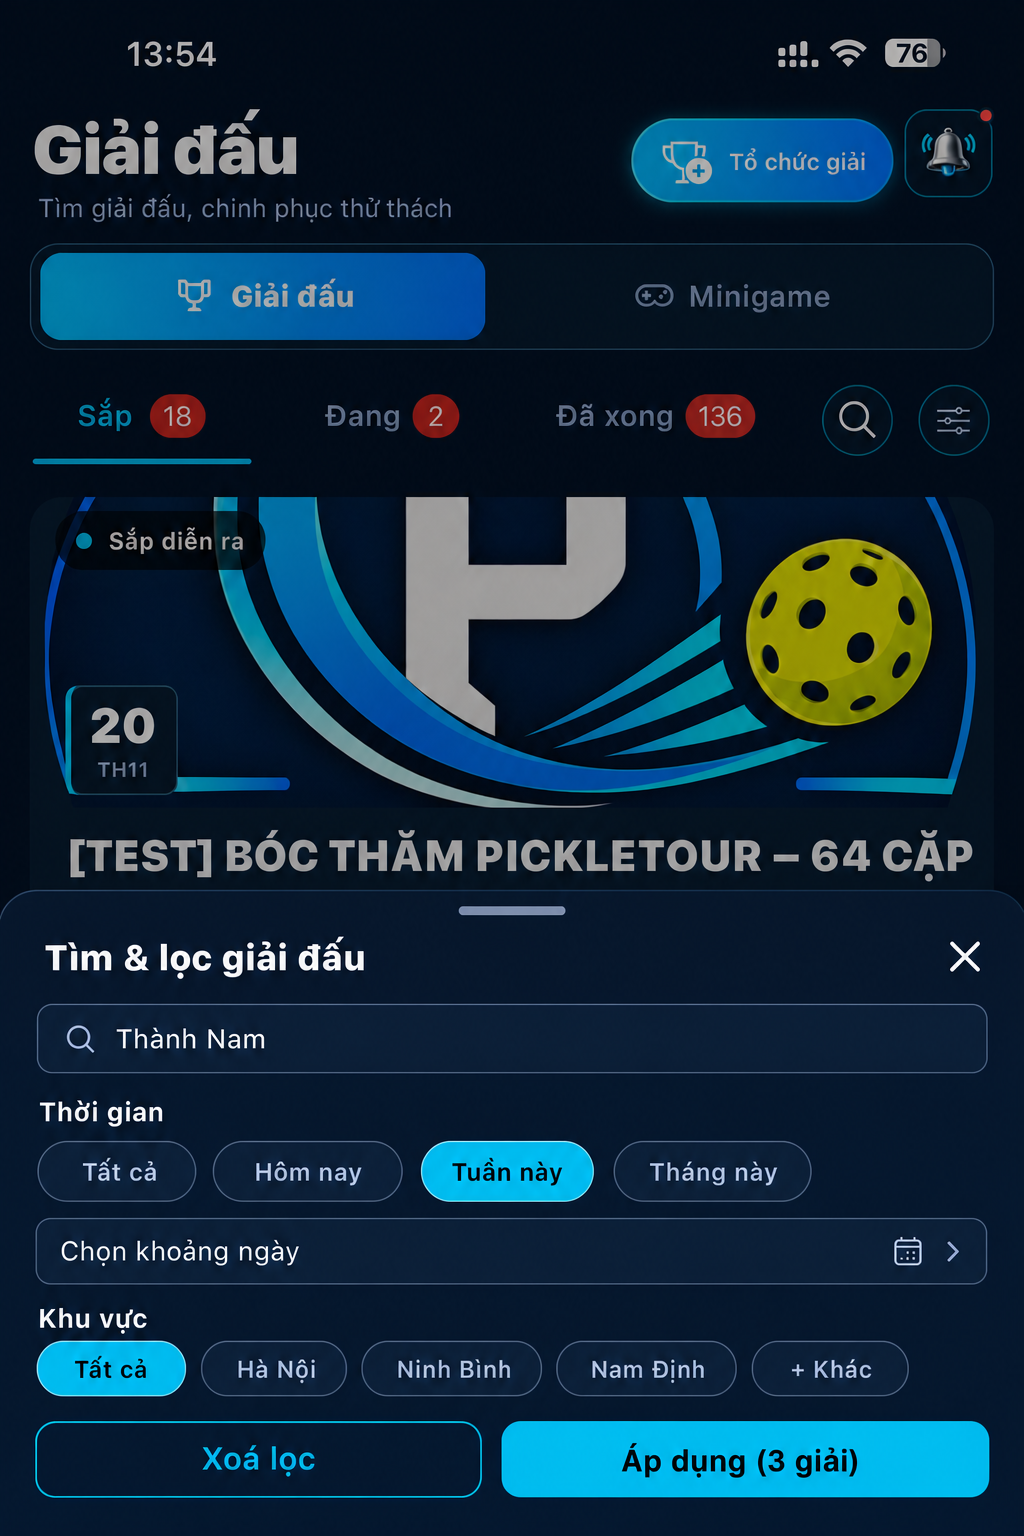 13:54
76
Giải đấu
Tổ chức giải
Tìm giải đấu, chinh phục thử thách
Giải đấu
Minigame
Sắp 18
Đang 2
Đã xong 136
Sắp diễn ra
P
20
TH11
[TEST] BÓC THĂM PICKLETOUR – 64 CẶP
Tìm & lọc giải đấu
Thành Nam
Thời gian
Tất cả
Hôm nay
Tuần này
Tháng này
Chọn khoảng ngày
Khu vực
Tất cả
Hà Nội
Ninh Bình
Nam Định
+ Khác
Xoá lọc
Áp dụng (3 giải)